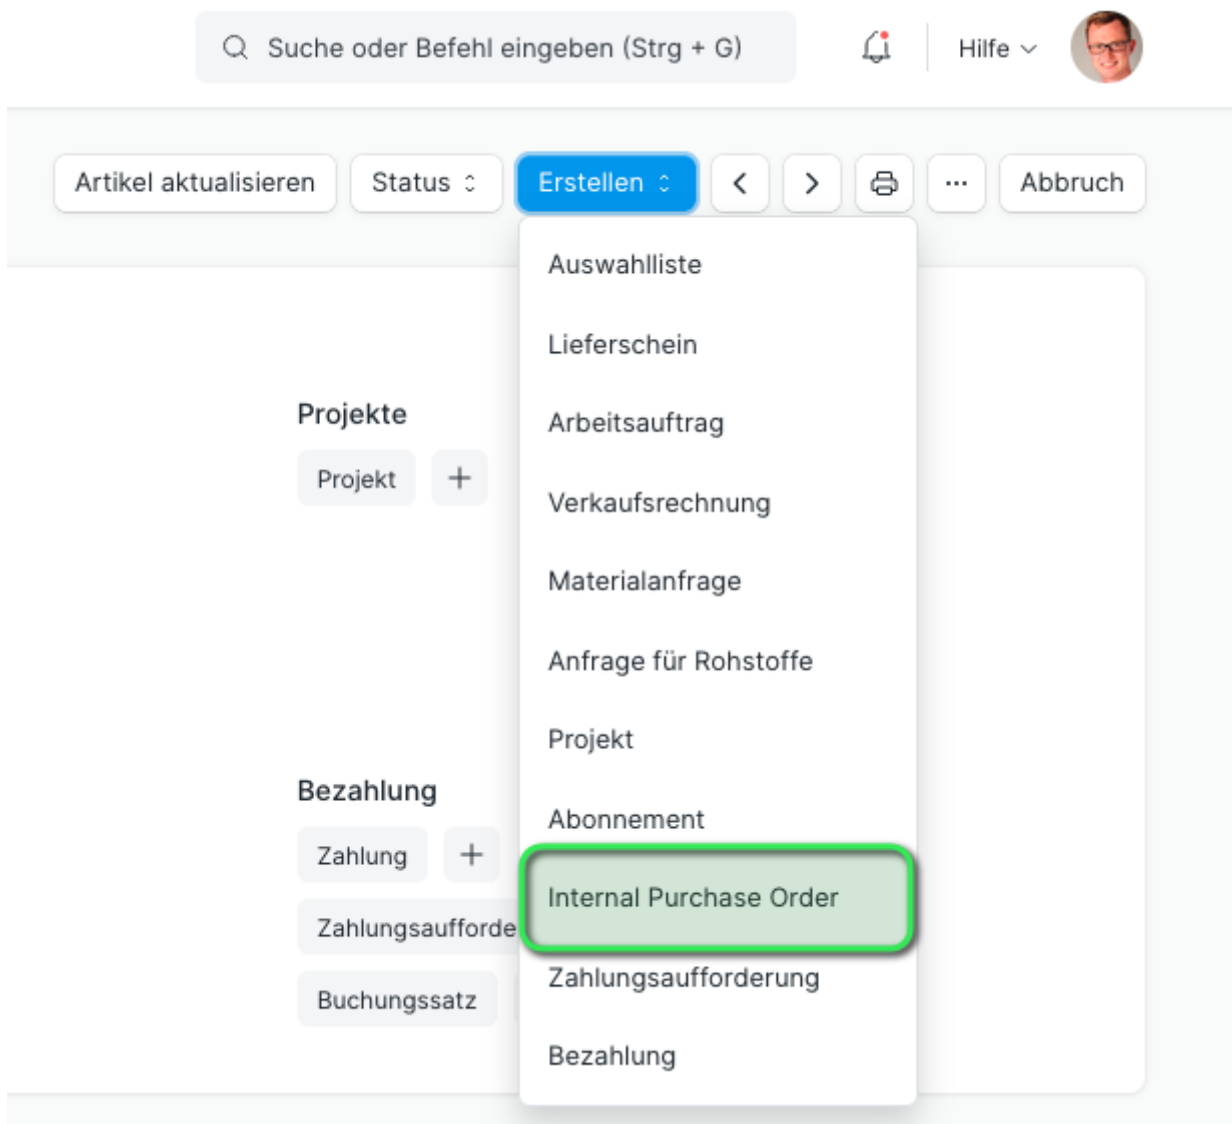 Suche oder Befehl eingeben (Strg + G)
Hilfe
Artikel aktualisieren
Status
Erstellen
...
Abbruch
Auswahlliste
Lieferschein
Arbeitsauftrag
Verkaufsrechnung
Materialanfrage
Anfrage für Rohstoffe
Projekt
Abonnement
Internal Purchase Order
Zahlungsaufforderung
Bezahlung
Projekte
Projekt +
Bezahlung
Zahlung +
Zahlungsaufforde
Buchungssatz